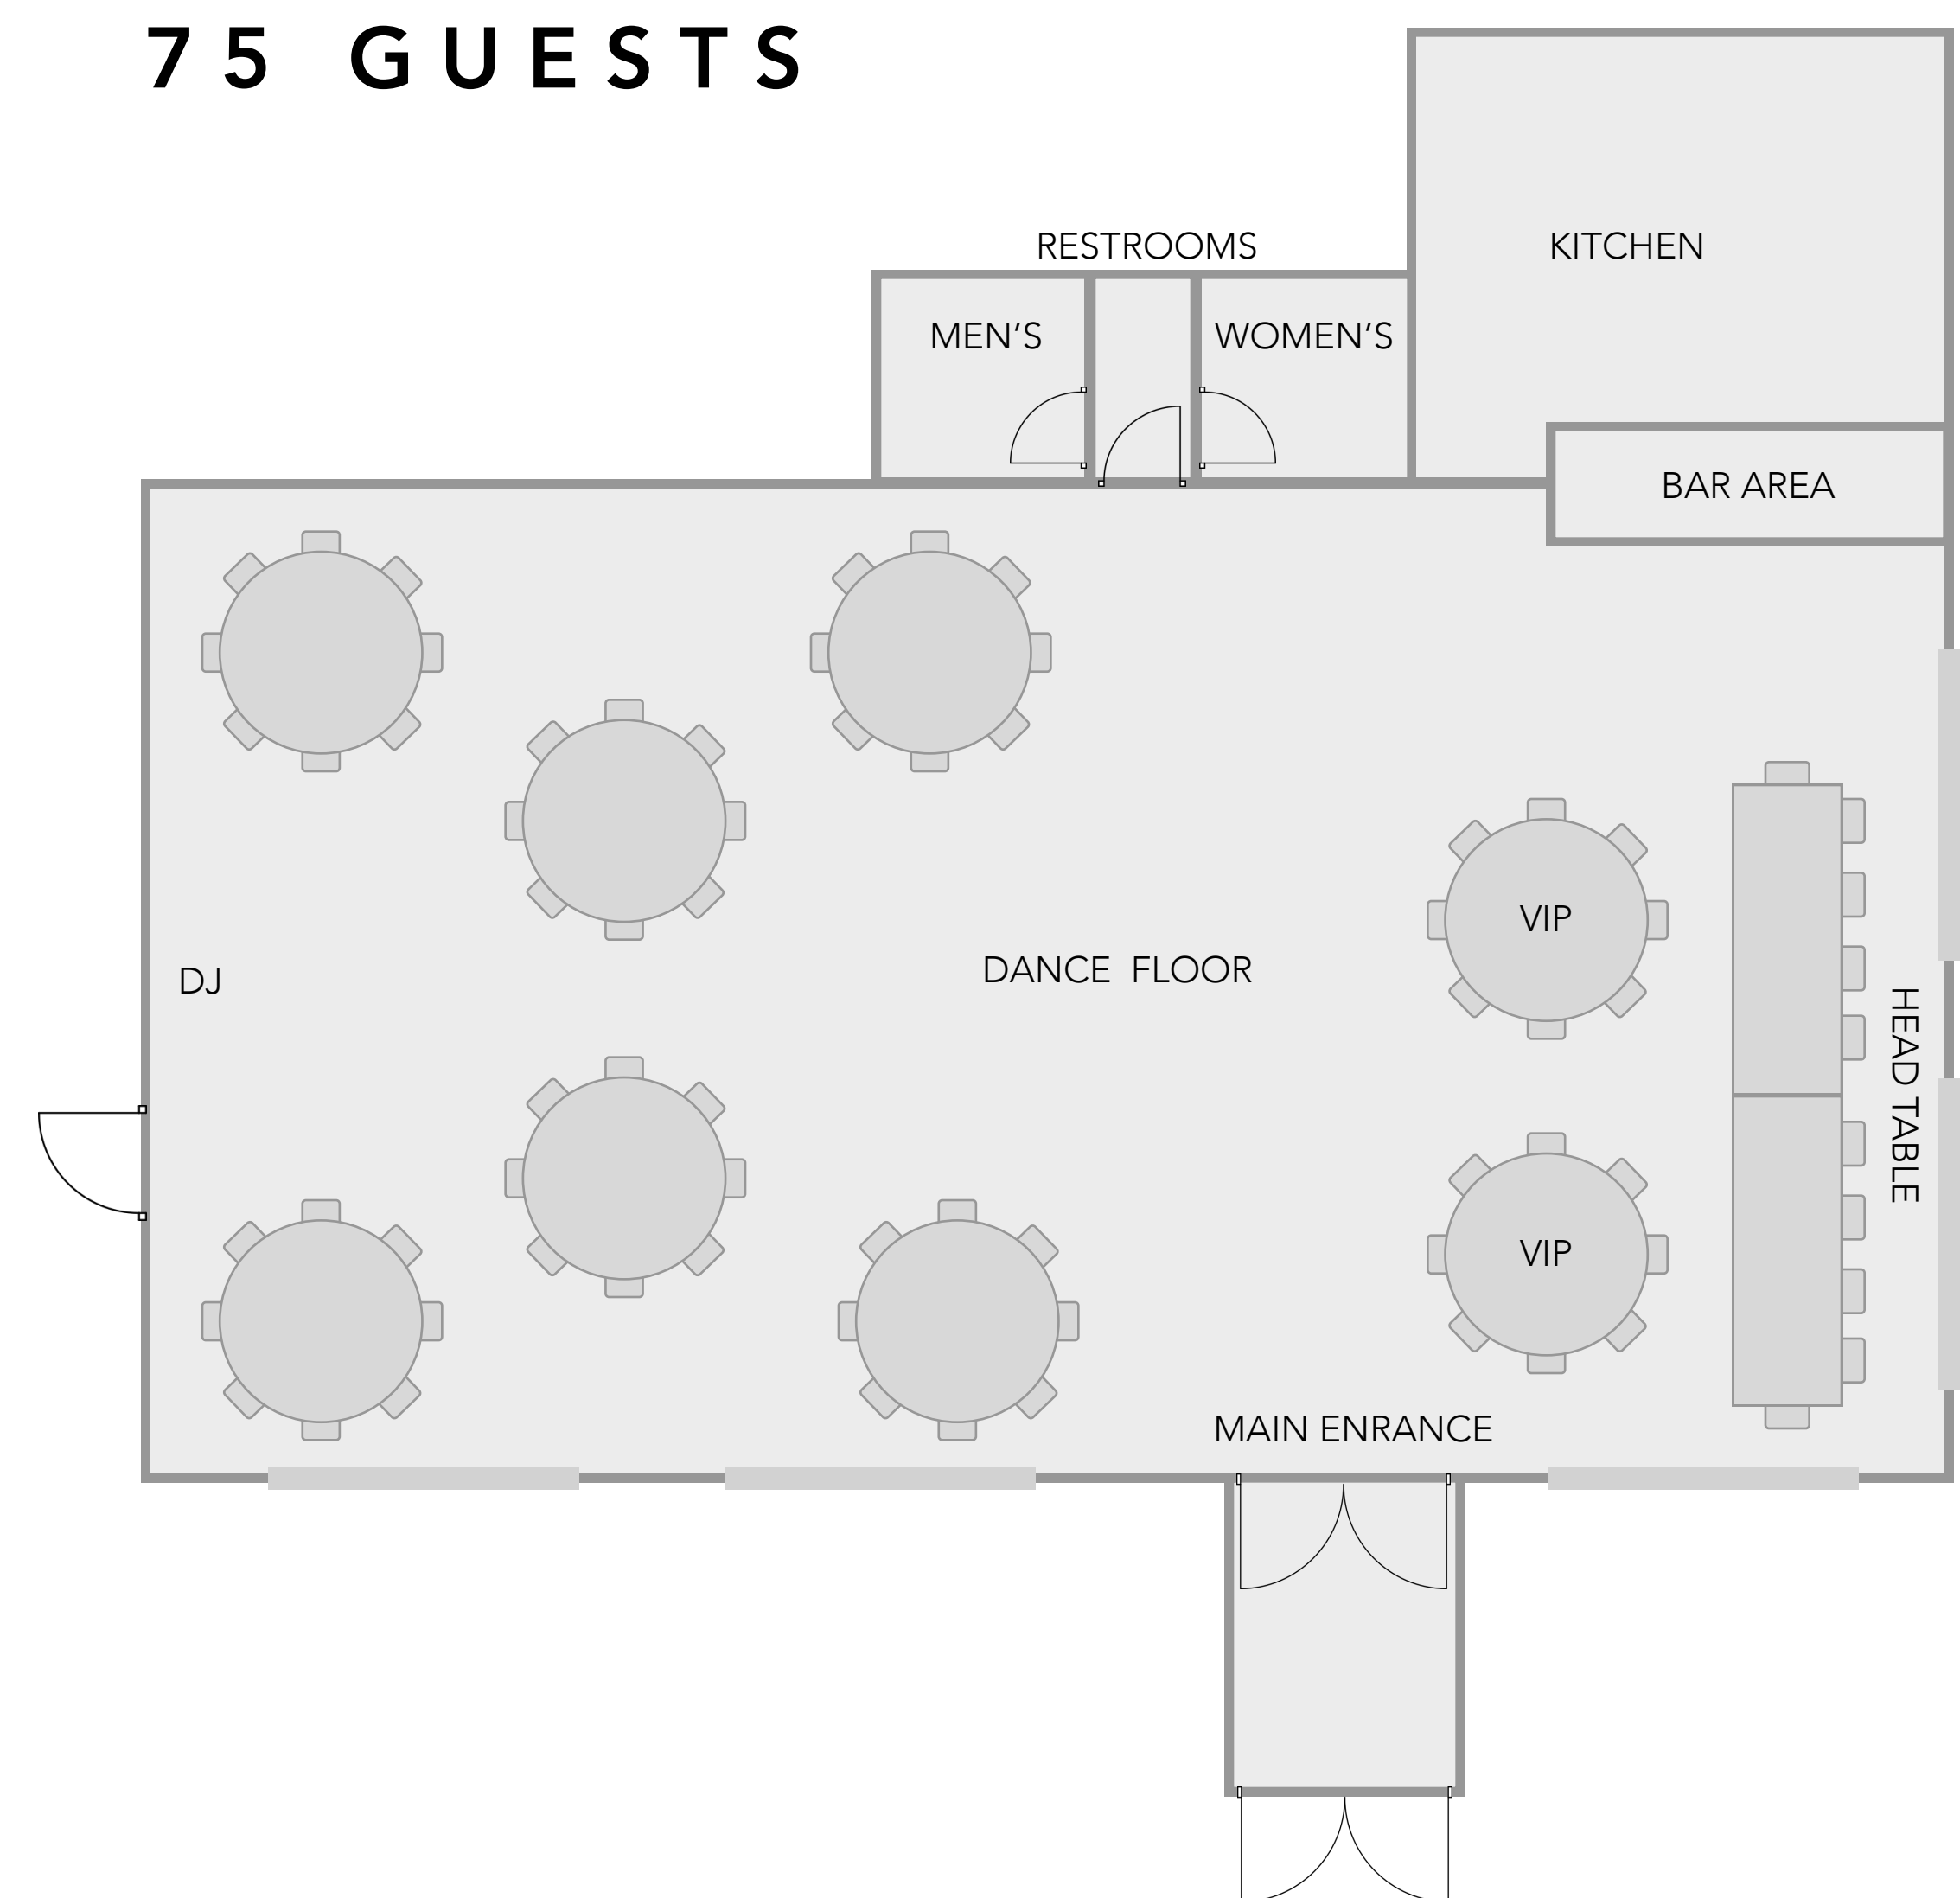 75 GUESTS
RESTROOMS
KITCHEN
MEN’S
WOMEN’S
BAR AREA
VIP
DANCE FLOOR
DJ
HEAD TABLE
VIP
MAIN ENRANCE